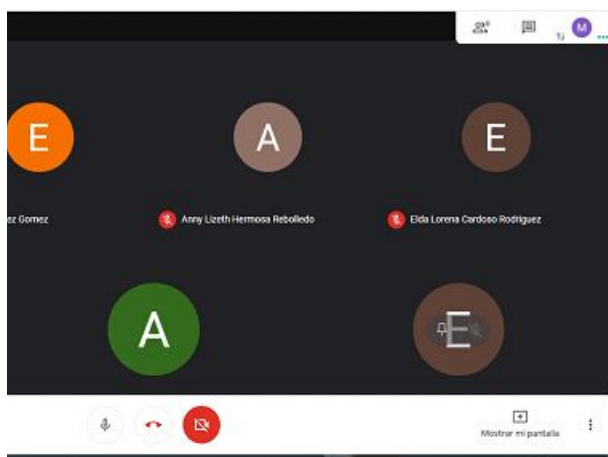 M
E
A
E
ez Gomez
Anny Lizeth Hermosa Rebolledo
Elda Lorena Cardoso Rodriguez
A
E
Mostrar mi pantalla